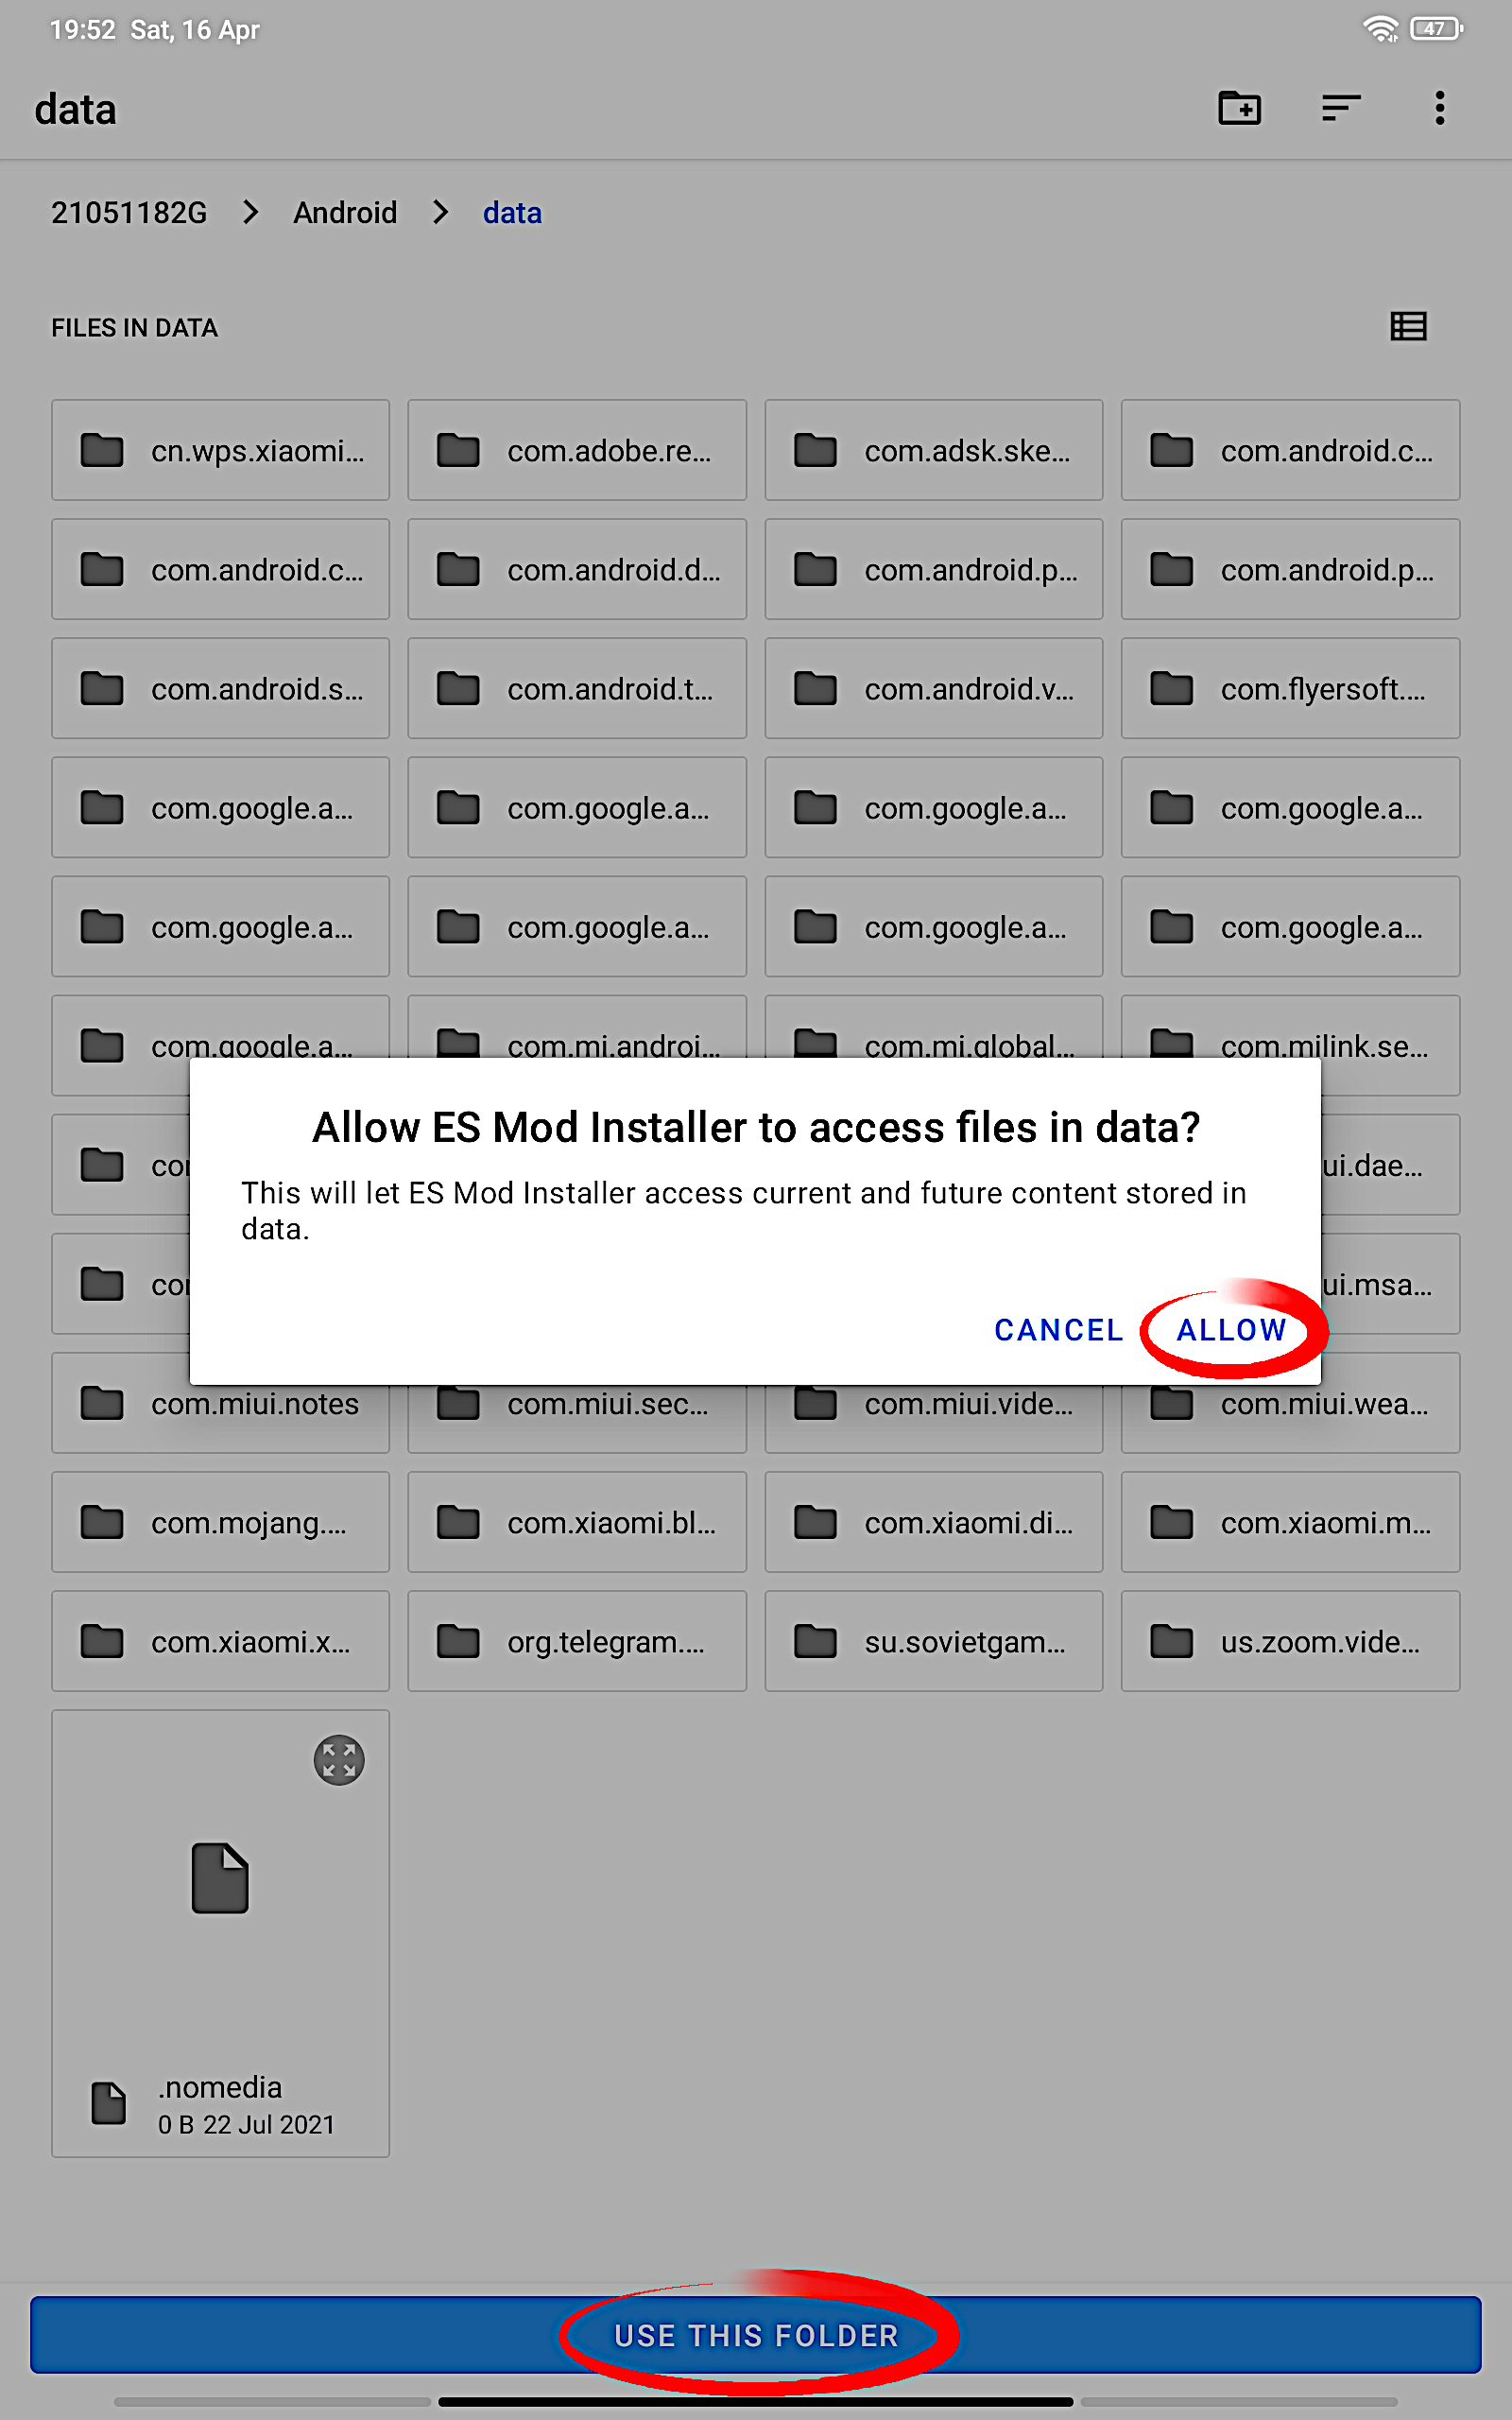 19:52 Sat, 16 Apr
47
data
21051182G > Android > data
FILES IN DATA
cn.wps.xiaomi... com.adobe.re... com.adsk.ske... com.android.c...
com.android.c... com.android.d... com.android.p... com.android.p...
com.android.s... com.android.t... com.android.v... com.flyersoft....
com.google.a... com.google.a... com.google.a... com.google.a...
com.google.a... com.google.a... com.google.a... com.google.a...
com.google.a... com.mi.androi... com.mi.global... com.milink.se...
ui.dae...
ui.msa...
Allow ES Mod Installer to access files in data?
This will let ES Mod Installer access current and future content stored in
data.
CANCEL ALLOW
com.miui.notes com.miui.sec... com.miui.vide... com.miui.wea...
com.mojang.... com.xiaomi.bl... com.xiaomi.di... com.xiaomi.m...
com.xiaomi.x... org.telegram.... su.sovietgam... us.zoom.vide...
.nomedia
0 B 22 Jul 2021
USE THIS FOLDER